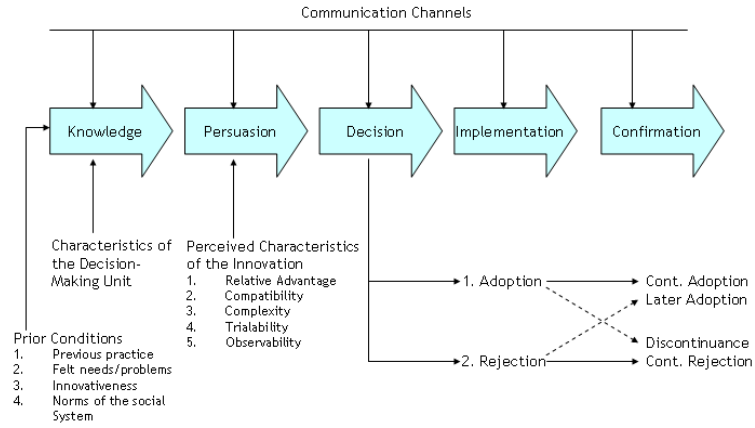 Communication Channels
Knowledge
Persuasion
Decision
Implementation
Confirmation
Characteristics of
the Decision-
Making Unit
Perceived Characteristics
of the Innovation
1. Relative Advantage
2. Compatibility
3. Complexity
4. Trialability
5. Observability
1. Adoption
Cont. Adoption
Later Adoption
Discontinuance
2. Rejection
Cont. Rejection
Prior Conditions
1. Previous practice
2. Felt needs/problems
3. Innovativeness
4. Norms of the social
System